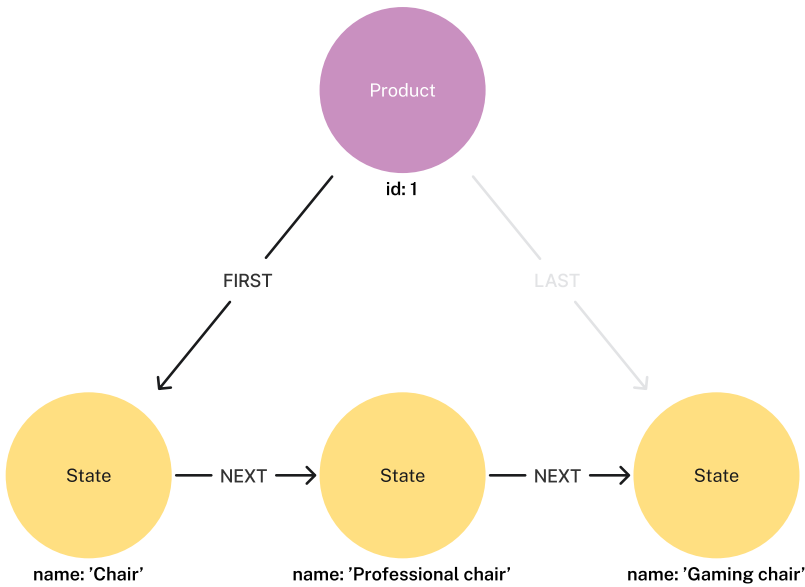 Product
id: 1
FIRST
LAST
State
NEXT
State
NEXT
State
name: ’Chair’
name: ’Professional chair’
name: ’Gaming chair’